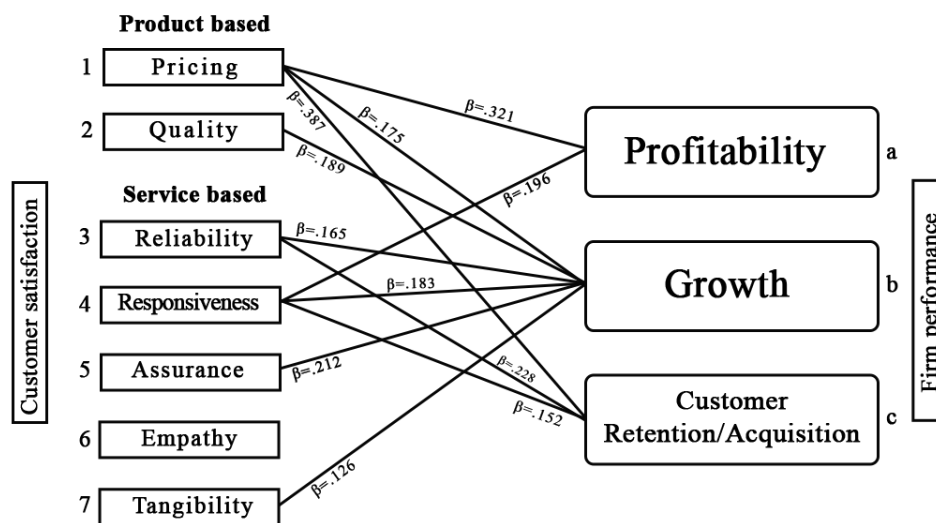 Product based
1 Pricing
2 Quality
Service based
3 Reliability
4 Responsiveness
5 Assurance
6 Empathy
7 Tangibility
Customer satisfaction
β=.321
β=.175
β=.387
β=.189
β=.196
β=.165
β=.183
β=.212
β=.228
β=.152
β=.126
Profitability a
Growth b
Customer
Retention/Acquisition c
Firm performance